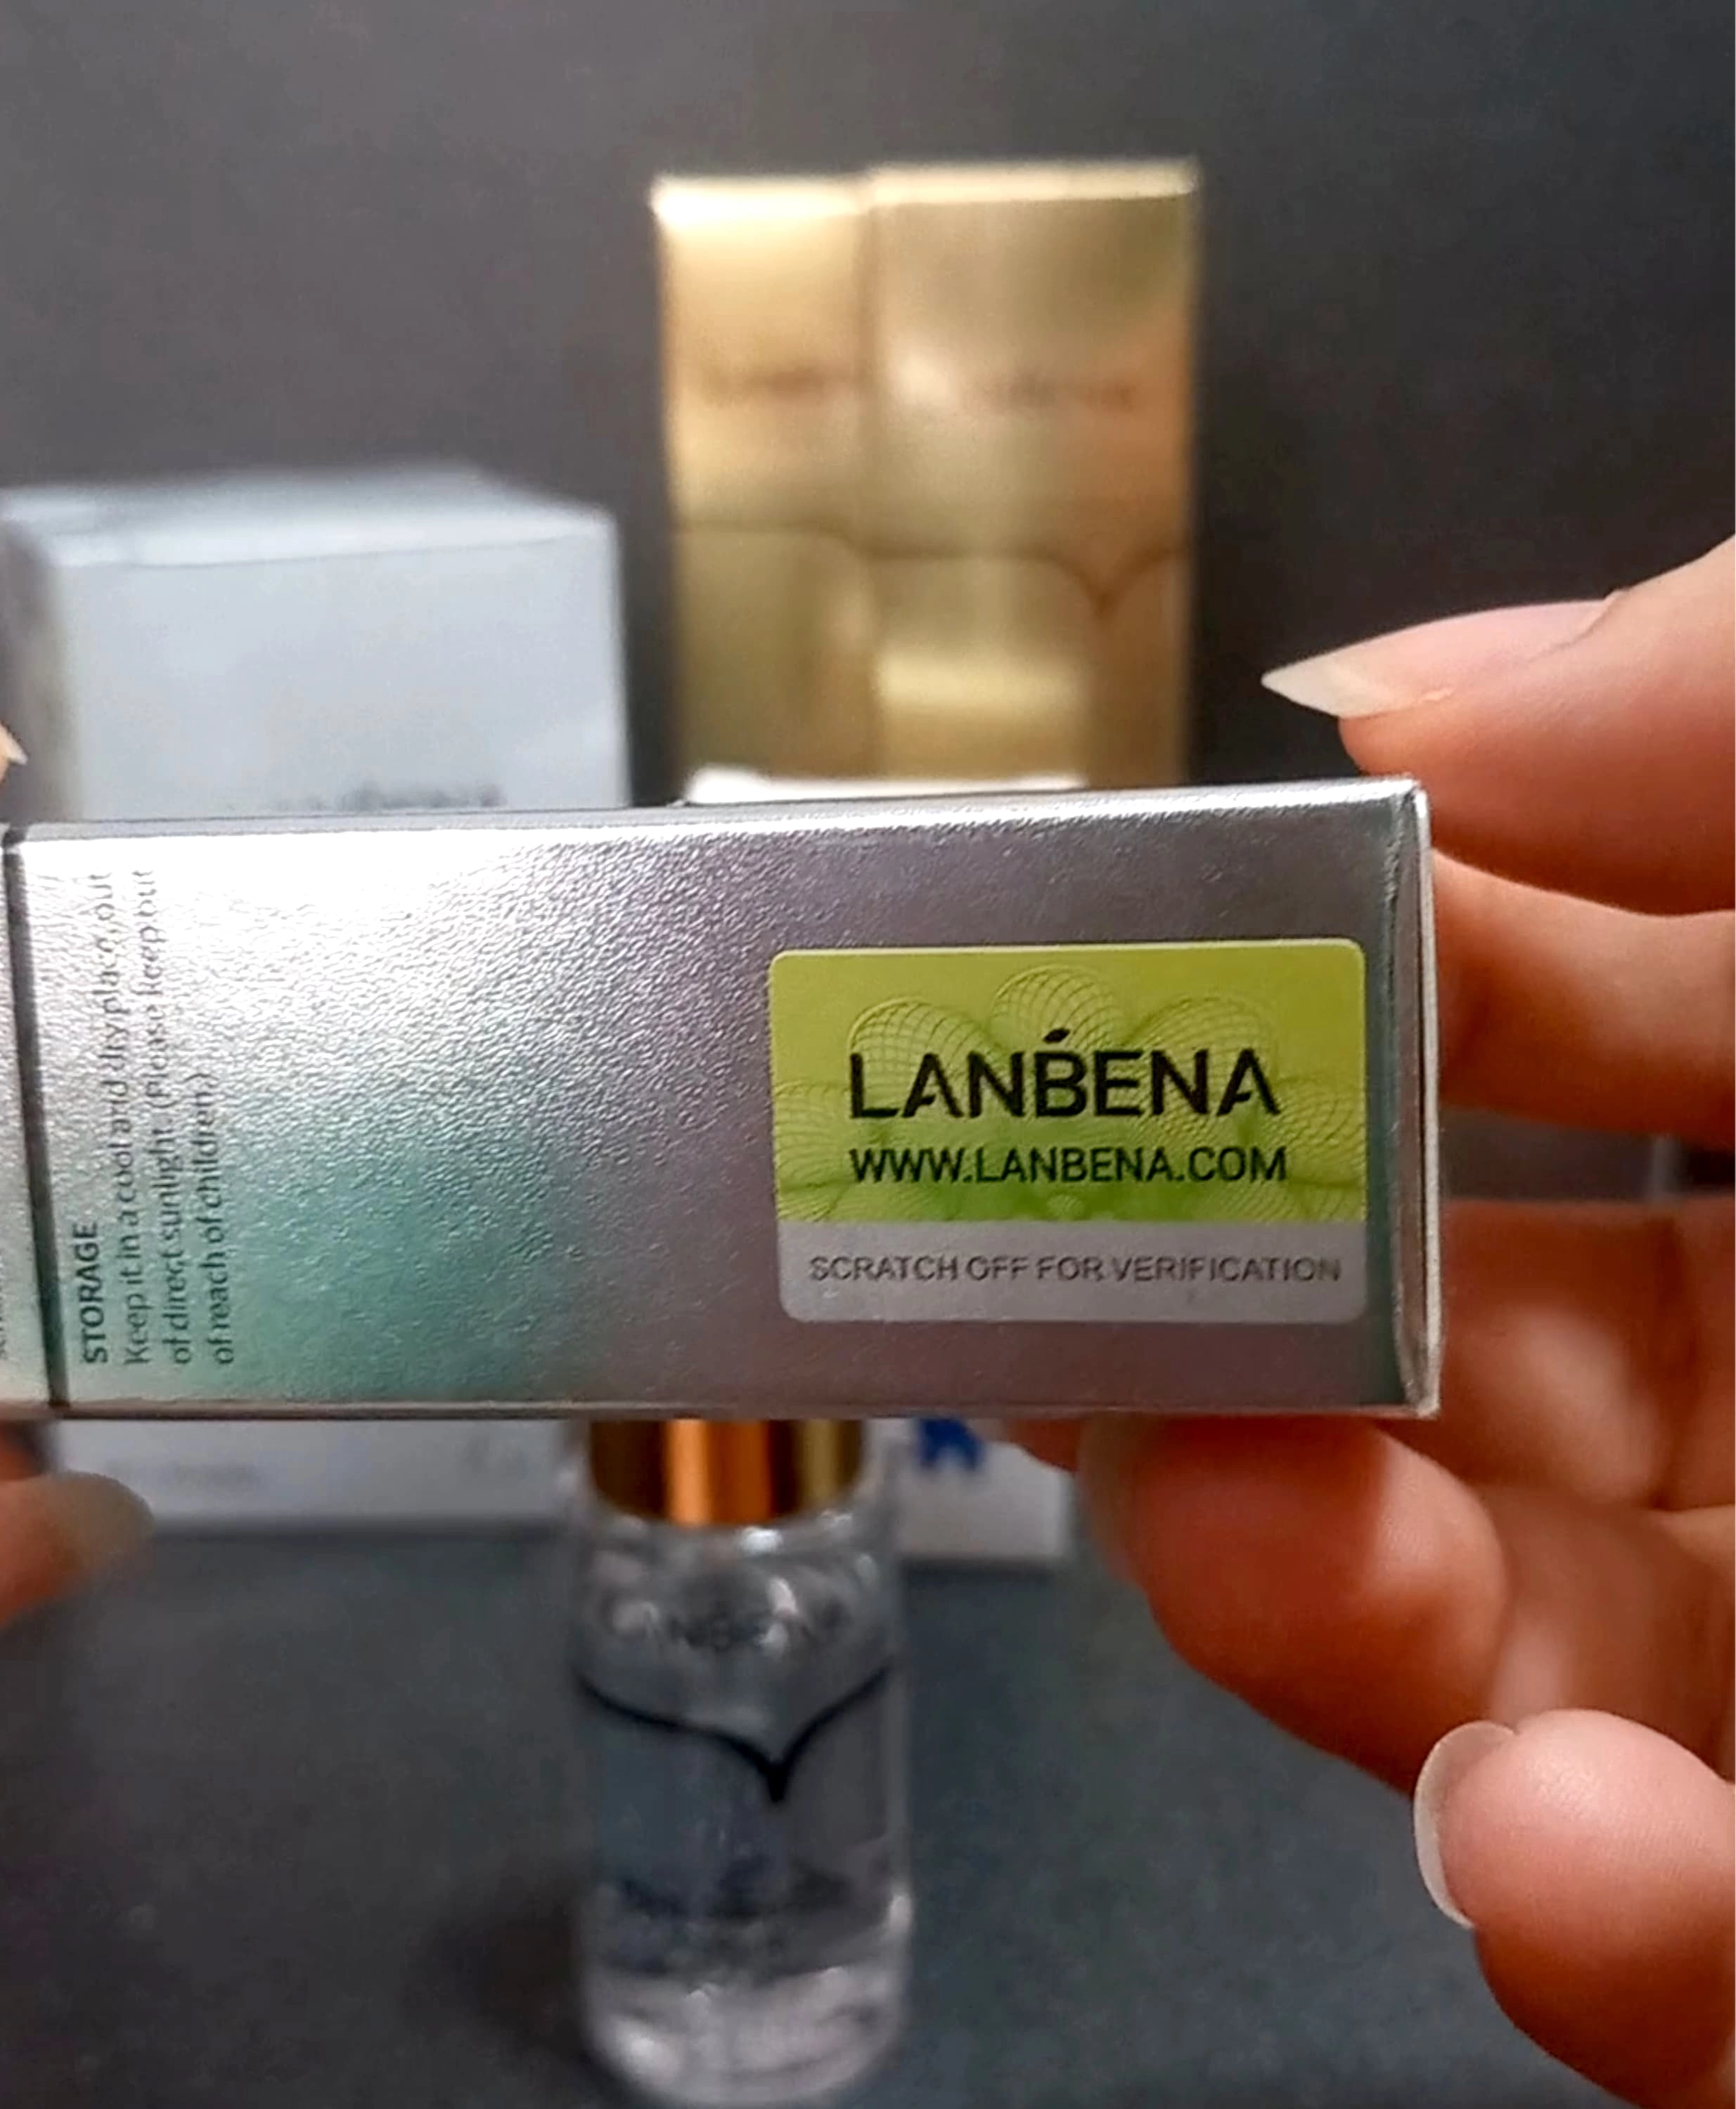 LANBENA
STORAGE
Keep it in a cool and dry place, out
of direct sunlight. (Please keep out
of reach of children)
LANBENA
WWW.LANBENA.COM
SCRATCH OFF FOR VERIFICATION